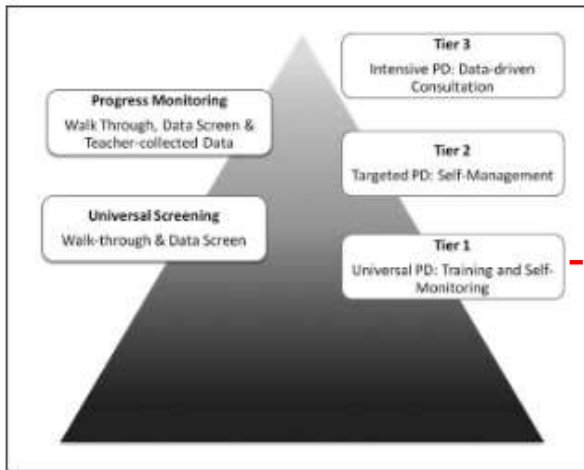 Tier 3
Intensive PD: Data-driven
Consultation
Progress Monitoring
Walk Through, Data Screen &
Teacher-collected Data
Tier 2
Targeted PD: Self-Management
Universal Screening
Walk-through & Data Screen
Tier 1
Universal PD: Training and Self-
Monitoring